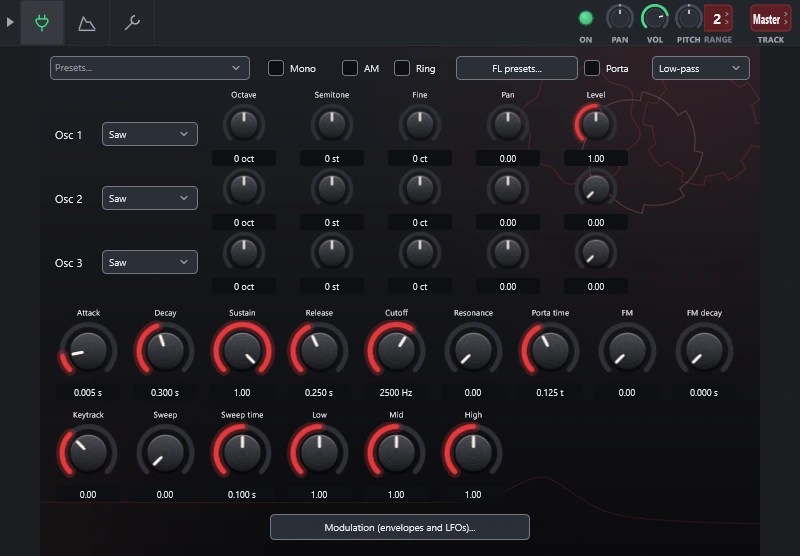 2
Master
ON
PAN
VOL
PITCH
RANGE
TRACK
Presets...
Mono
AM
Ring
FL presets...
Porta
Low-pass
Octave
Semitone
Fine
Pan
Level
Osc 1
Saw
0 oct
0 st
0 ct
0.00
1.00
Osc 2
Saw
0 oct
0 st
0 ct
0.00
0.00
Osc 3
Saw
0 oct
0 st
0 ct
0.00
0.00
Attack
Decay
Sustain
Release
Cutoff
Resonance
Porta time
FM
FM decay
0.005 s
0.300 s
1.00
0.250 s
2500 Hz
0.00
0.125 t
0.00
0.000 s
Keytrack
Sweep
Sweep time
Low
Mid
High
0.00
0.00
0.100 s
1.00
1.00
1.00
Modulation (envelopes and LFOs)...